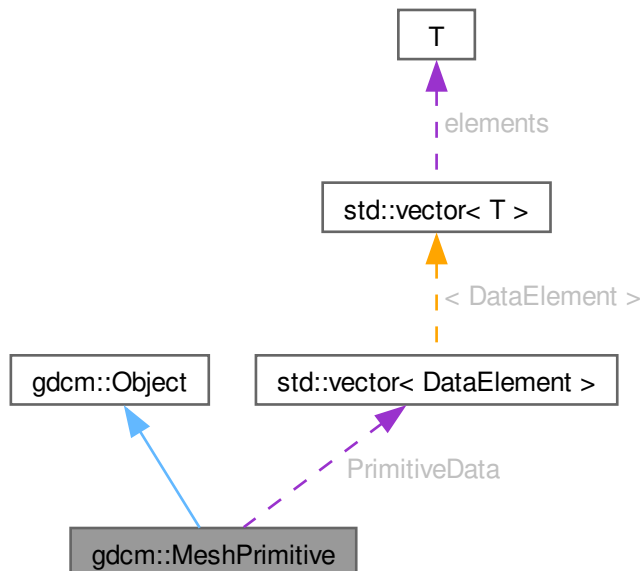 T
elements
std::vector< T >
< DataElement >
gdcm::Object
std::vector< DataElement >
PrimitiveData
gdcm::MeshPrimitive